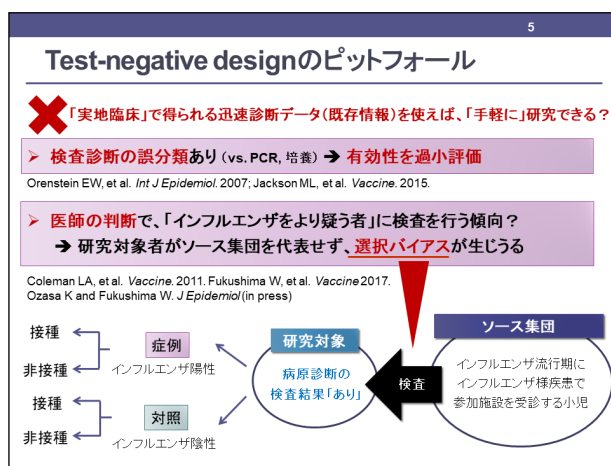 5
Test-negative designのピットフォール
「実地臨床」で得られる迅速診断データ（既存情報）を使えば、「手軽に」研究できる？
➢ 検査診断の誤分類あり (vs. PCR, 培養) ➔ 有効性を過小評価
Orenstein EW, et al. Int J Epidemiol. 2007; Jackson ML, et al. Vaccine. 2015.
➢ 医師の判断で、「インフルエンザをより疑う者」に検査を行う傾向？
➔ 研究対象者がソース集団を代表せず、選択バイアスが生じうる
Coleman LA, et al. Vaccine. 2011. Fukushima W, et al. Vaccine 2017.
Ozasa K and Fukushima W. J Epidemiol (in press)
接種
非接種
症例
インフルエンザ陽性
接種
非接種
対照
インフルエンザ陰性
研究対象
病原診断の
検査結果「あり」
検査
ソース集団
インフルエンザ流行期に
インフルエンザ様疾患で
参加施設を受診する小児